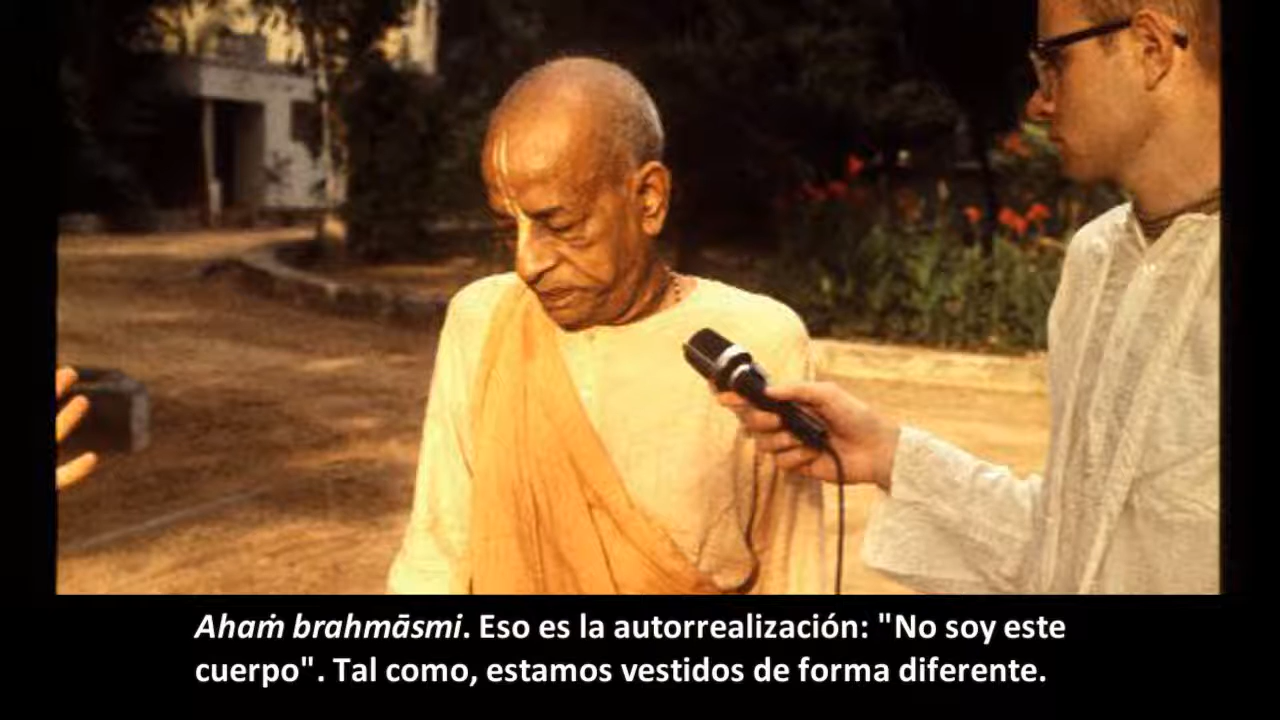 Ahaṁ brahmāsmi. Eso es la autorrealización: "No soy este
cuerpo". Tal como, estamos vestidos de forma diferente.